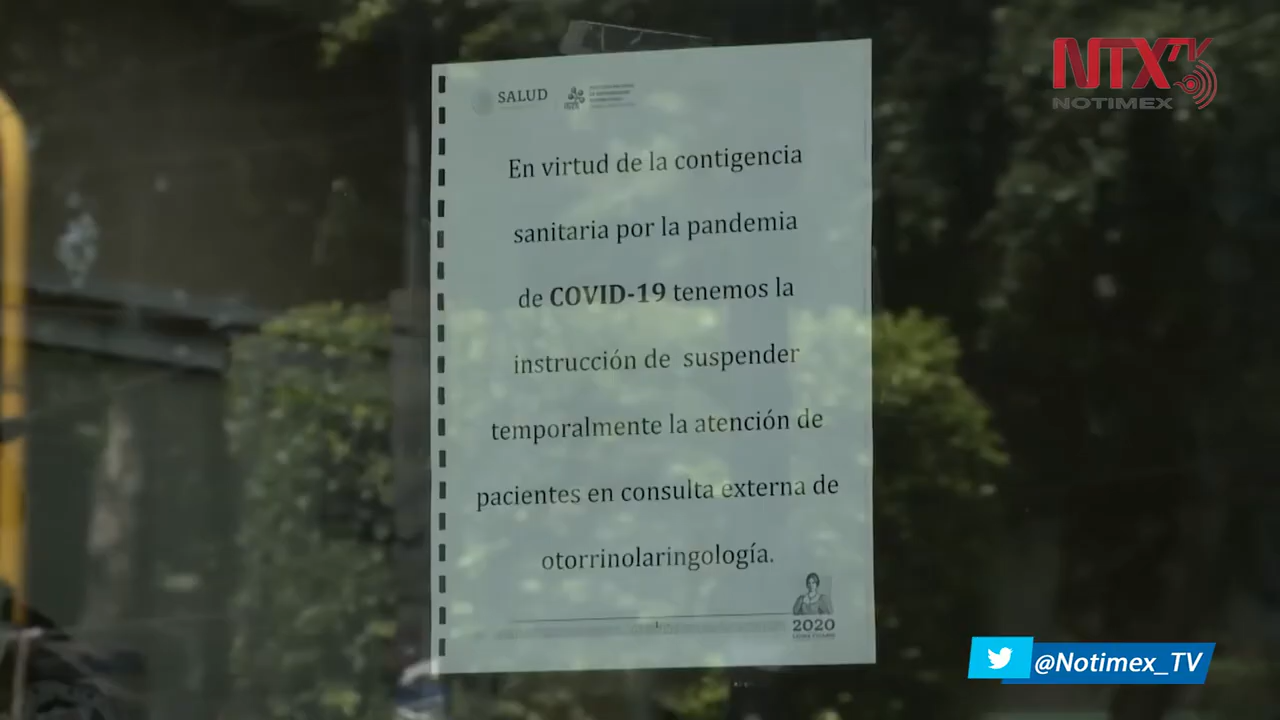 NTX TV
NOTIMEX
SALUD
En virtud de la contigencia
sanitaria por la pandemia
de COVID-19 tenemos la
instrucción de suspender
temporalmente la atención de
pacientes en consulta externa de
otorrinolaringología.
2020
@Notimex_TV